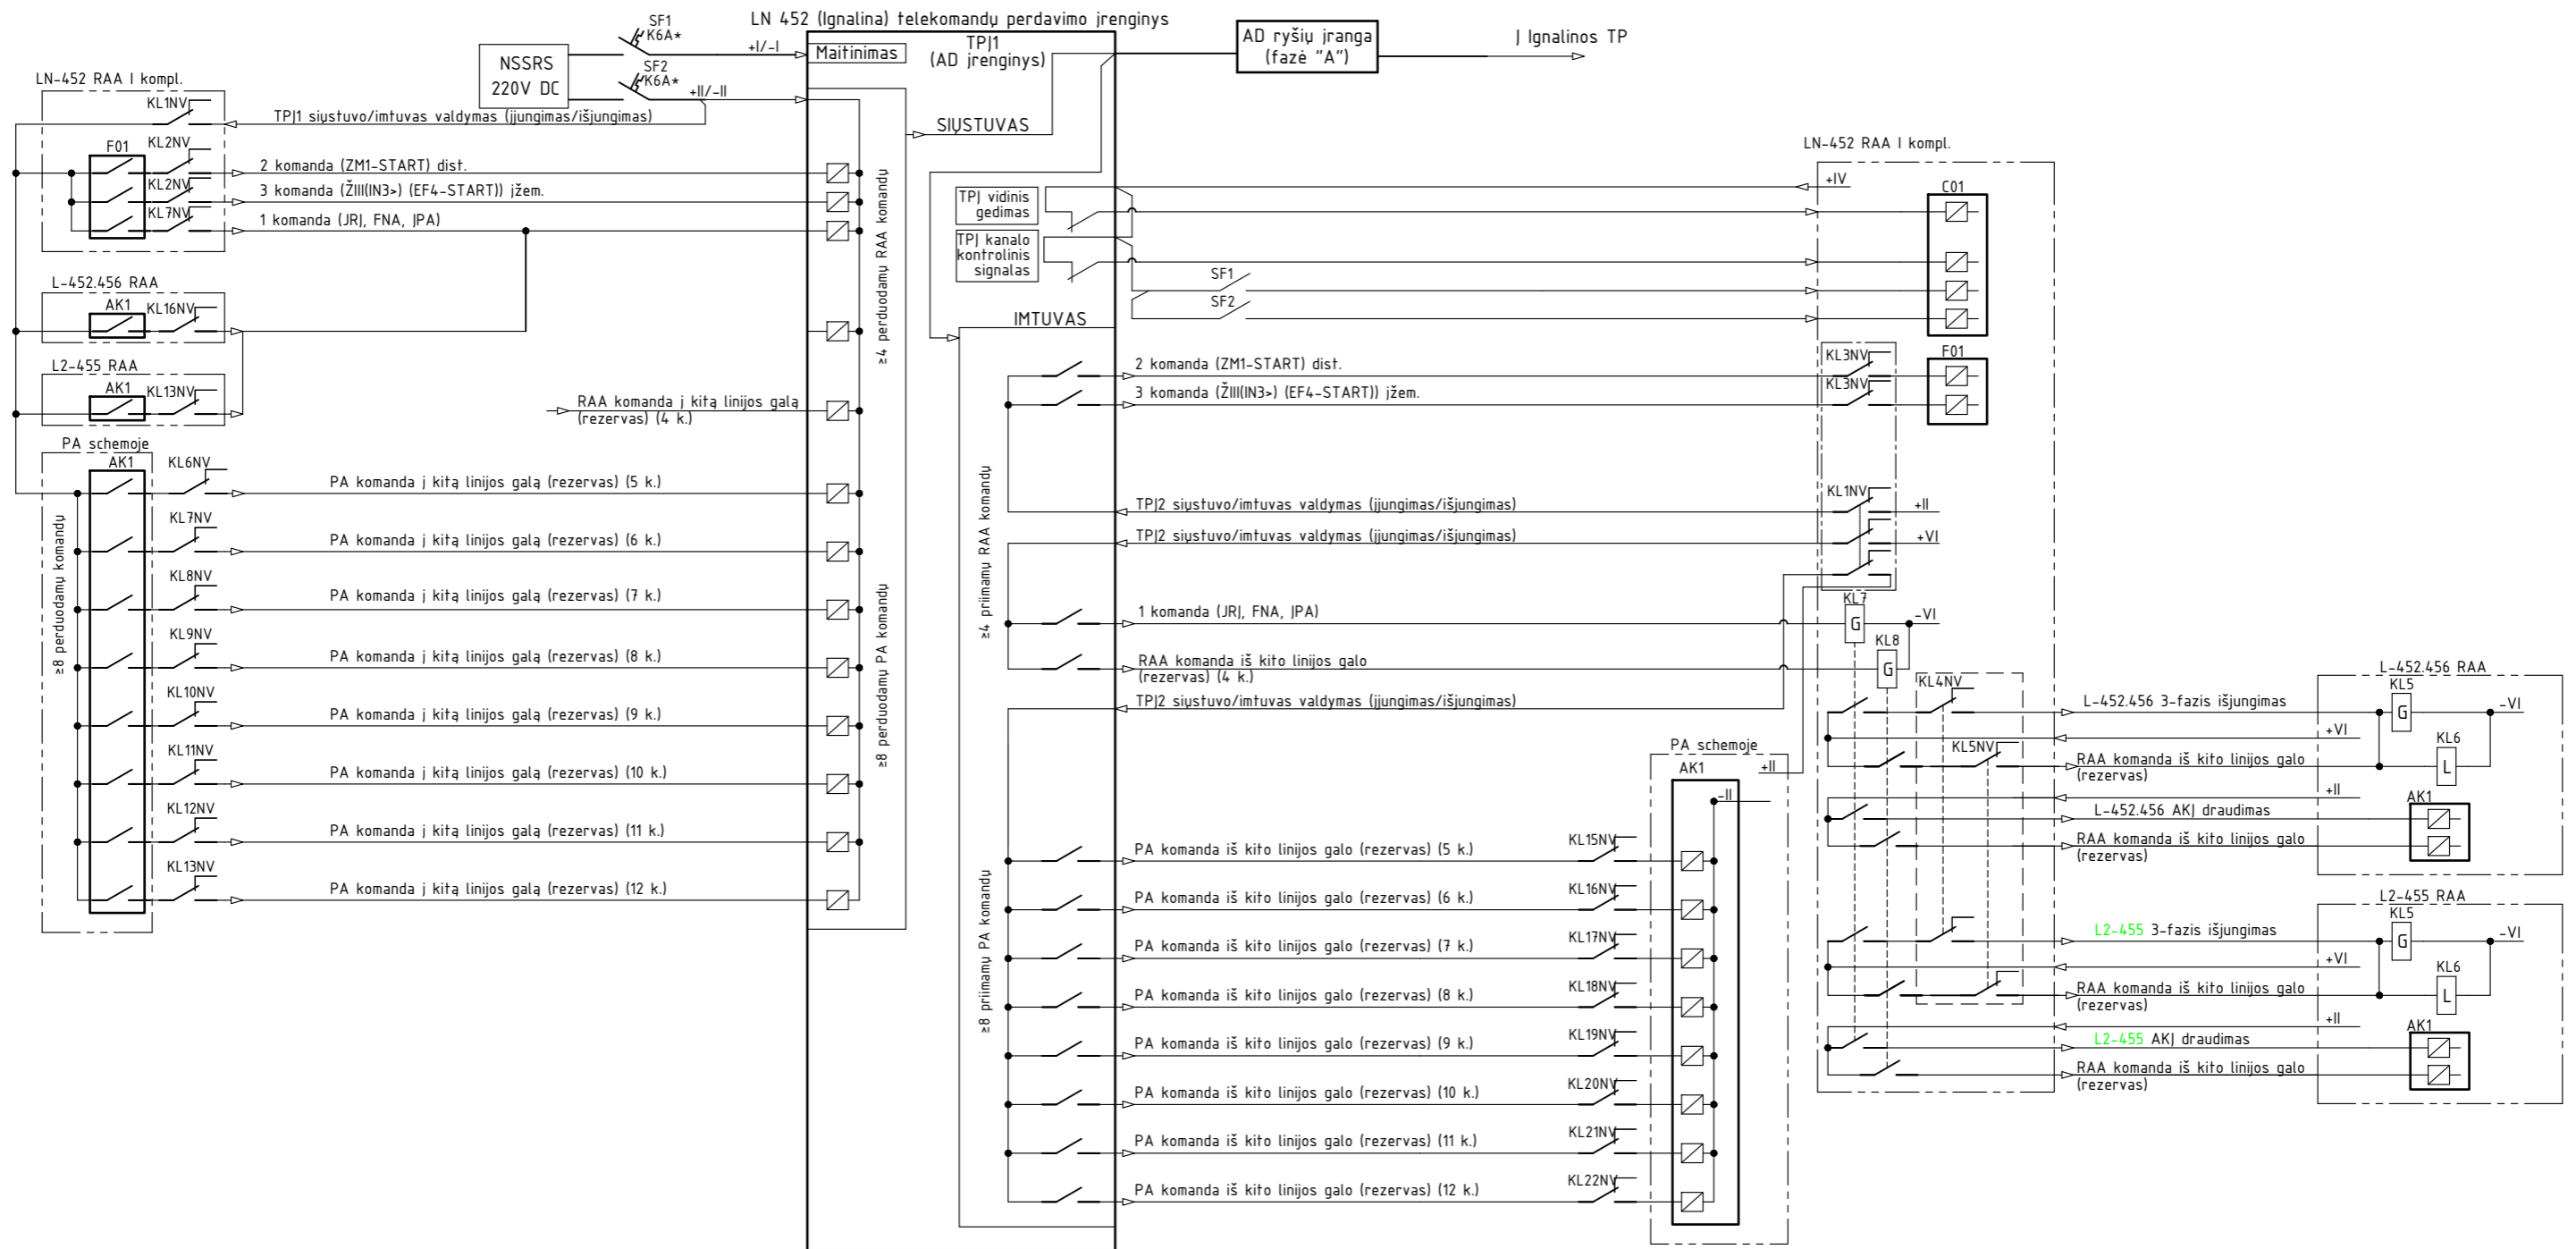 LN 452 (Ignalina) telekomandų perdavimo įrenginys
SF1
K6A*
+I/-I
Maitinimas
TPĮ1
(AD įrenginys)
AD ryšių įranga
(fazė "A")
Į Ignalinos TP
NSSRS
220V DC
SF2
K6A*
+II/-II
LN-452 RAA I kompl.
KL1NV
TPĮ1 siųstuvo/imtuvas valdymas (įjungimas/išjungimas)
SIŲSTUVAS
F01
KL2NV
2 komanda (ZM1-START) dist.
KL2NV
3 komanda (ŽIII(IN3>) (EF4-START)) įžem.
KL7NV
1 komanda (JRĮ, FNA, ĮPA)
≥4 perduodamų RAA komandų
L-452.456 RAA
AK1
KL16NV
L2-455 RAA
AK1
KL13NV
RAA komanda į kitą linijos galą
(rezervas) (4 k.)
PA schemoje
AK1
≥8 perduodamų PA komandų
KL6NV
PA komanda į kitą linijos galą (rezervas) (5 k.)
KL7NV
PA komanda į kitą linijos galą (rezervas) (6 k.)
KL8NV
PA komanda į kitą linijos galą (rezervas) (7 k.)
KL9NV
PA komanda į kitą linijos galą (rezervas) (8 k.)
KL10NV
PA komanda į kitą linijos galą (rezervas) (9 k.)
KL11NV
PA komanda į kitą linijos galą (rezervas) (10 k.)
KL12NV
PA komanda į kitą linijos galą (rezervas) (11 k.)
KL13NV
PA komanda į kitą linijos galą (rezervas) (12 k.)
≥8 perduodamų PA komandų
TPĮ vidinis
gedimas
TPĮ kanalo
kontrolinis
signalas
SF1
SF2
IMTUVAS
LN-452 RAA I kompl.
+IV
C01
2 komanda (ZM1-START) dist.
KL3NV
F01
3 komanda (ŽIII(IN3>) (EF4-START)) įžem.
KL3NV
≥4 priimamų RAA komandų
TPĮ2 siųstuvo/imtuvas valdymas (įjungimas/išjungimas)
KL1NV
+II
TPĮ2 siųstuvo/imtuvas valdymas (įjungimas/išjungimas)
+VI
1 komanda (JRĮ, FNA, ĮPA)
KL7
G
-VI
RAA komanda iš kito linijos galo
(rezervas) (4 k.)
KL8
G
TPĮ2 siųstuvo/imtuvas valdymas (įjungimas/išjungimas)
PA schemoje
AK1
+II
-II
≥8 priimamų PA komandų
PA komanda iš kito linijos galo (rezervas) (5 k.)
KL15NV
PA komanda iš kito linijos galo (rezervas) (6 k.)
KL16NV
PA komanda iš kito linijos galo (rezervas) (7 k.)
KL17NV
PA komanda iš kito linijos galo (rezervas) (8 k.)
KL18NV
PA komanda iš kito linijos galo (rezervas) (9 k.)
KL19NV
PA komanda iš kito linijos galo (rezervas) (10 k.)
KL20NV
PA komanda iš kito linijos galo (rezervas) (11 k.)
KL21NV
PA komanda iš kito linijos galo (rezervas) (12 k.)
KL22NV
KL4NV
KL5NV
L-452.456 RAA
L-452.456 3-fazis išjungimas
KL5
G
-VI
+VI
KL6
L
RAA komanda iš kito linijos galo
(rezervas)
+II
AK1
L-452.456 AKĮ draudimas
RAA komanda iš kito linijos galo
(rezervas)
L2-455 RAA
L2-455 3-fazis išjungimas
KL5
G
-VI
+VI
KL6
L
RAA komanda iš kito linijos galo
(rezervas)
+II
AK1
L2-455 AKĮ draudimas
RAA komanda iš kito linijos galo
(rezervas)